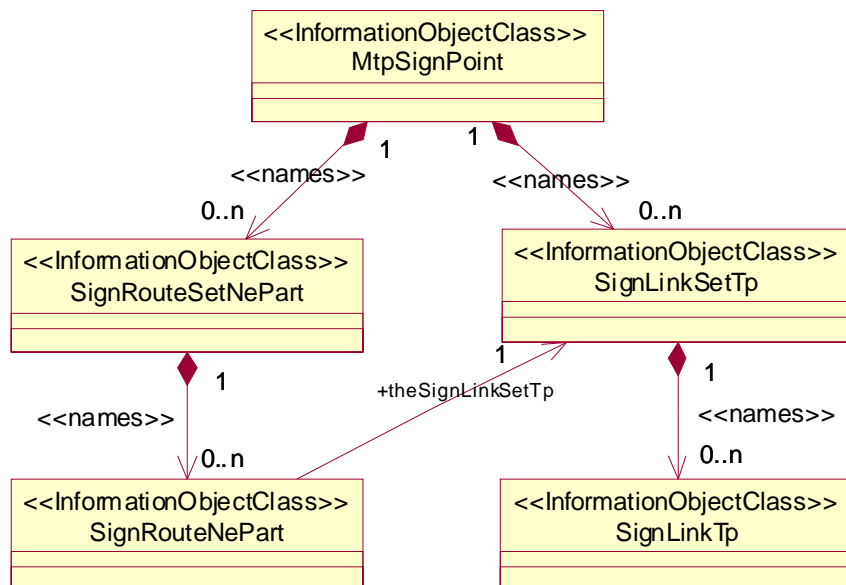 <<InformationObjectClass>>
MtpSignPoint
1
1
<<names>>
<<names>>
0..n
0..n
<<InformationObjectClass>>
SignRouteSetNePart
<<InformationObjectClass>>
SignLinkSetTp
1
1
1
+theSignLinkSetTp
<<names>>
<<names>>
0..n
0..n
<<InformationObjectClass>>
SignRouteNePart
<<InformationObjectClass>>
SignLinkTp